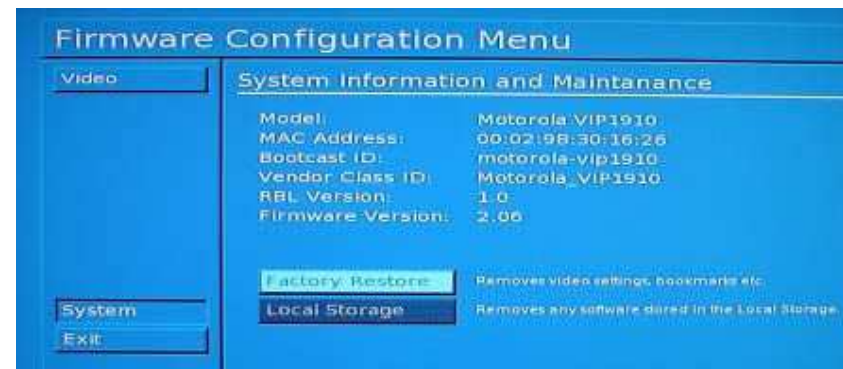 Firmware Configuration Menu
Video
System Information and Maintanance
Model: Motorola VIP1910
MAC Address: 00:02:9B:30:16:26
Bootcast ID: motorola-vip1910
Vendor Class ID: Motorola_VIP1910
RBL Version: 1.0
Firmware Version: 2.06
Factory Restore Removes video settings, bookmarks etc.
System
Local Storage Removes any software stored in the Local Storage.
Exit